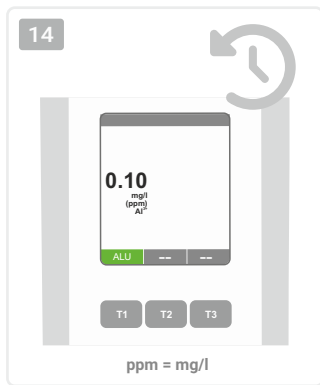 14
0.10
mg/l
(ppm)
Al³⁺
ALU -- --
T1 T2 T3
ppm = mg/l